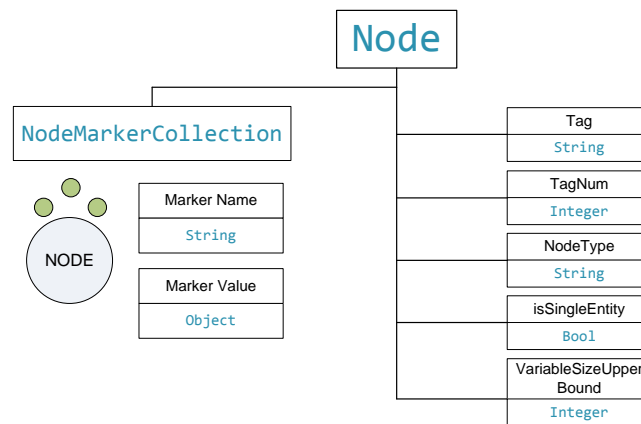 Node
NodeMarkerCollection
Tag
String
Marker Name
String
TagNum
Integer
NODE
NodeType
String
Marker Value
Object
isSingleEntity
Bool
VariableSizeUpper
Bound
Integer